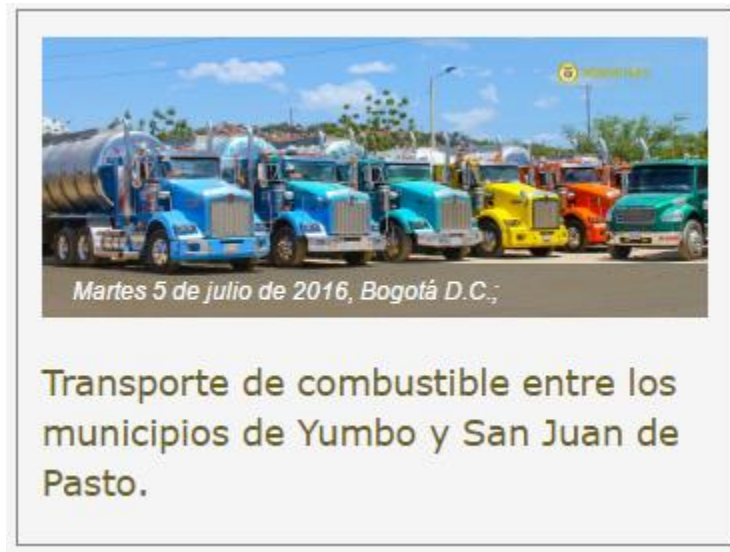 Martes 5 de julio de 2016, Bogotá D.C.;
Transporte de combustible entre los
municipios de Yumbo y San Juan de
Pasto.